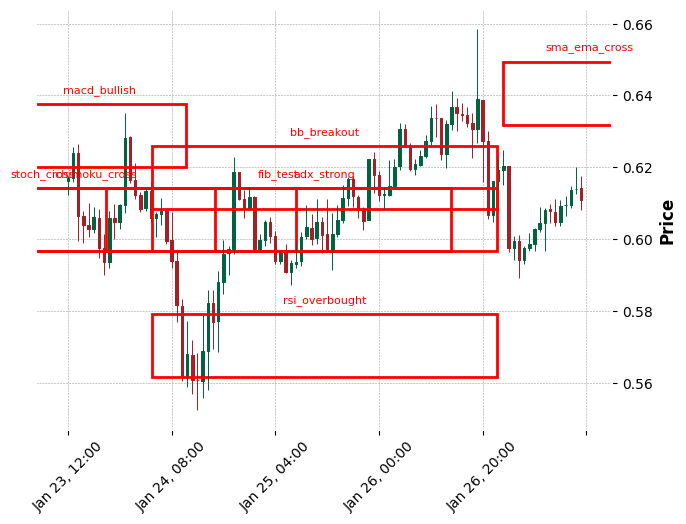 0.66
sma_ema_cross
macd_bullish
0.64
bb_breakout
0.62
fib_test
adx_strong
0.60
Price
rsi_overbought
0.58
0.56
Jan 23, 12:00
Jan 24, 08:00
Jan 25, 04:00
Jan 26, 00:00
Jan 26, 20:00